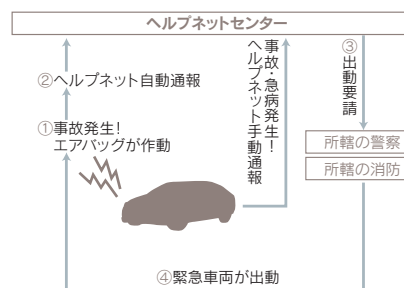 ヘルプネットセンター
②ヘルプネット自動通報
①事故発生!
エアバッグが作動
事故・急病発生!
ヘルプネット手動通報
③出動要請
所轄の警察
所轄の消防
④緊急車両が出動